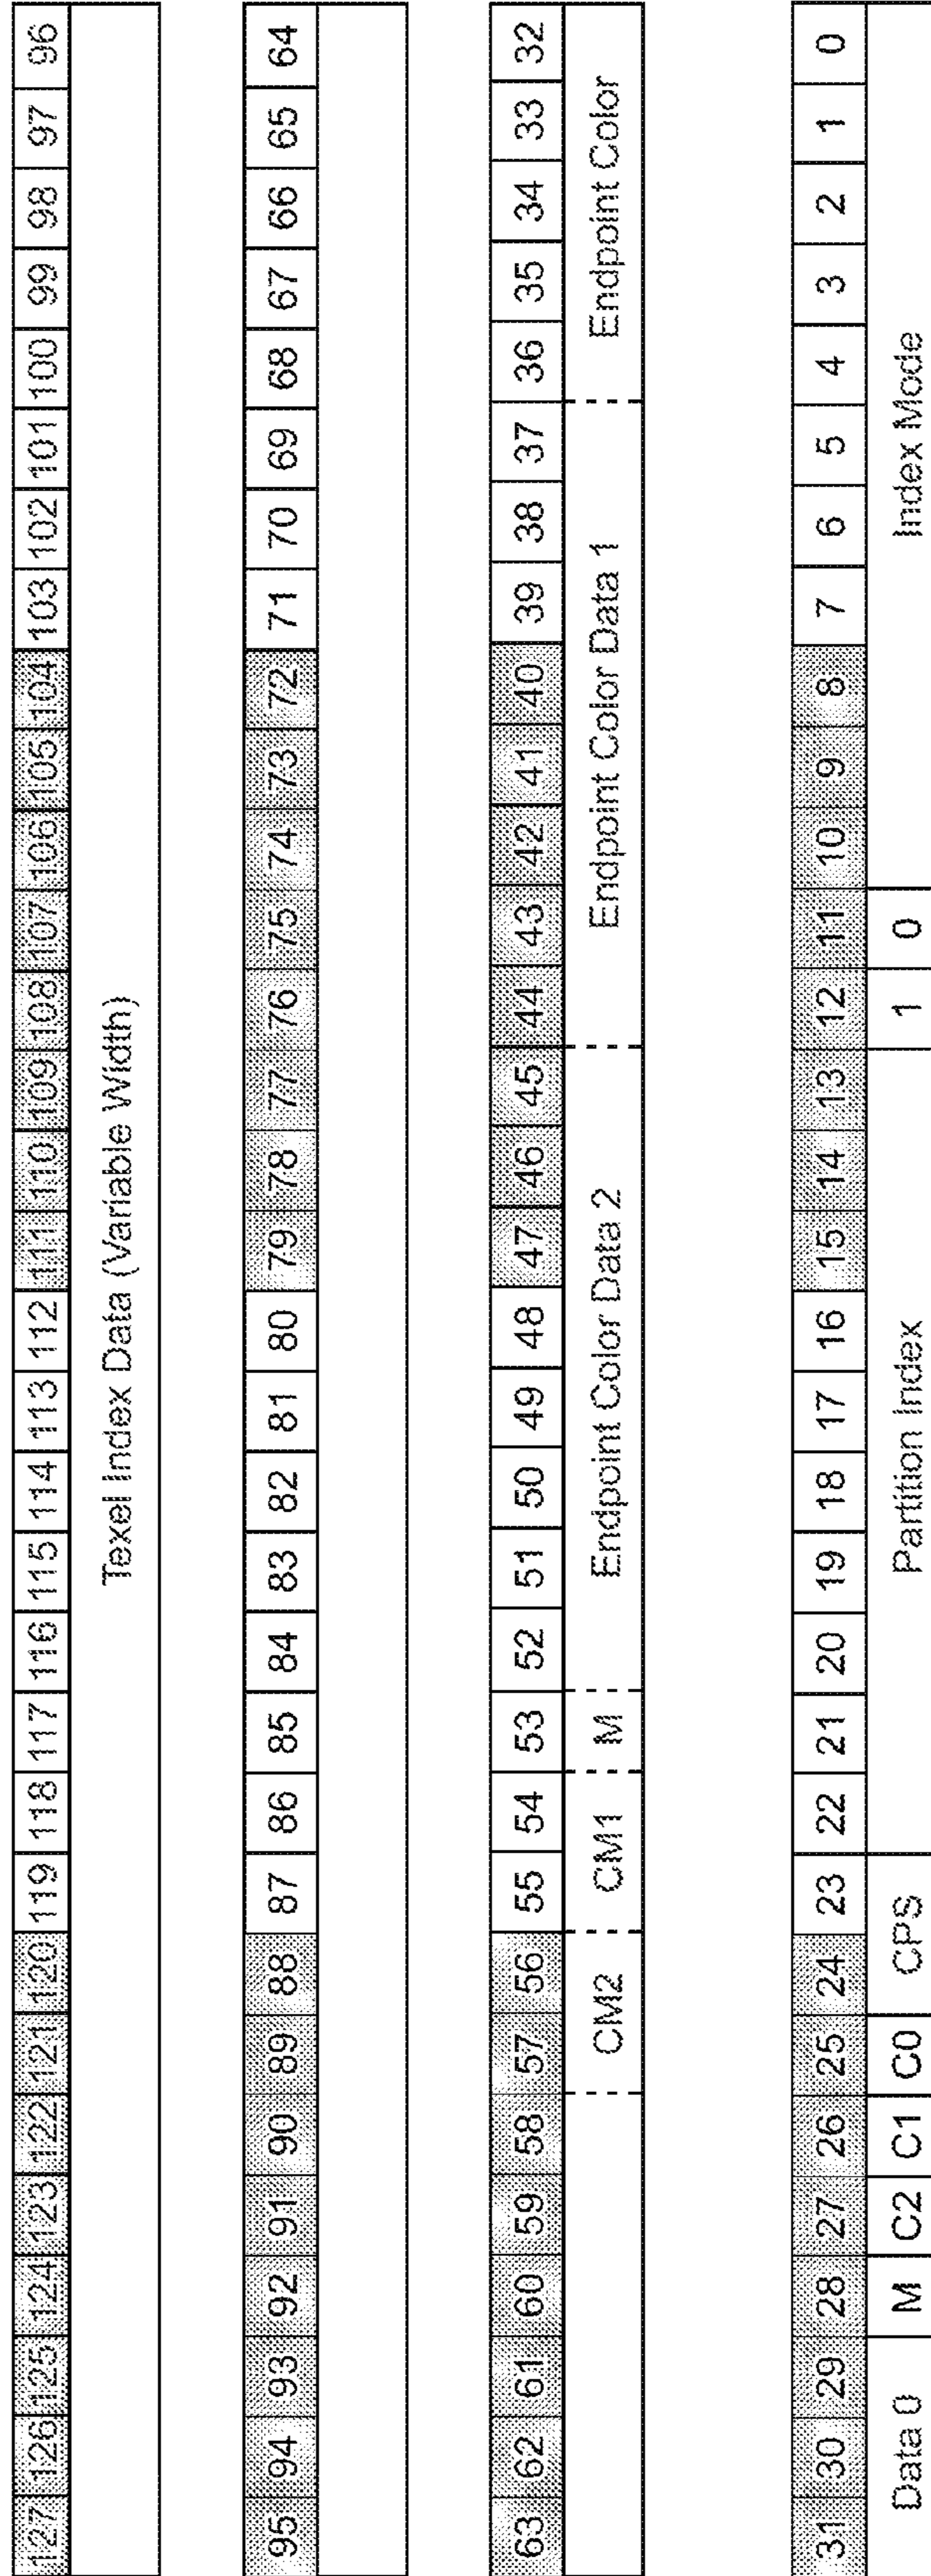 127 126 125 124 123 122 121 120 119 118 117 116 115 114 113 112 111 110 109 108 107 106 105 104 103 102 101 100 99 98 97 96
Texel Index Data (Variable Width)
95 94 93 92 91 90 89 88 87 86 85 84 83 82 81 80 79 78 77 76 75 74 73 72 71 70 69 68 67 66 65 64
63 62 61 60 59 58 57 56 55 54 53 52 51 50 49 48 47 46 45 44 43 42 41 40 39 38 37 36 35 34 33 32
CM2 CM1 M Endpoint Color Data 2 Endpoint Color Data 1 Endpoint Color
31 30 29 28 27 26 25 24 23 22 21 20 19 18 17 16 15 14 13 12 11 10 9 8 7 6 5 4 3 2 1 0
Data 0 M C2 C1 C0 CPS Partition Index 1 0 Index Mode